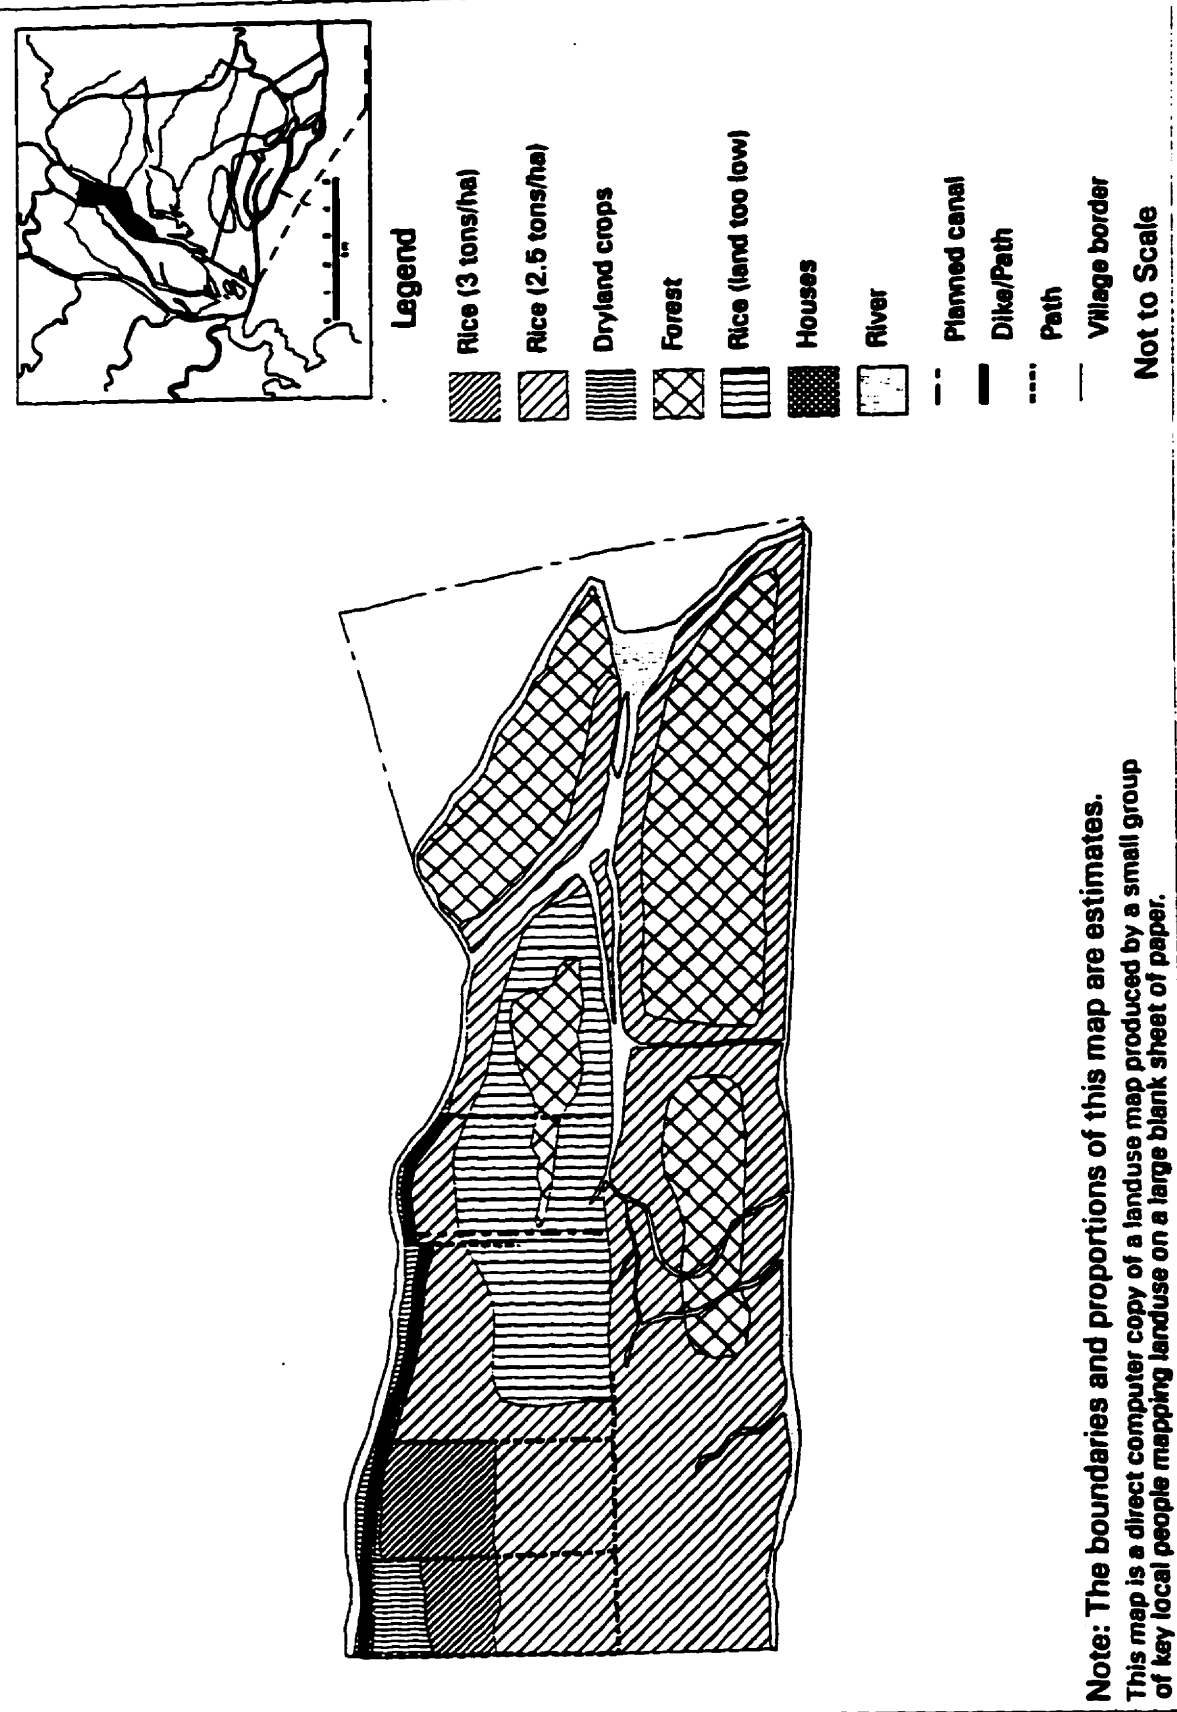 Legend
Rice (3 tons/ha)
Rice (2.5 tons/ha)
Dryland crops
Forest
Rice (land too low)
Houses
River
Planned canal
Dike/Path
Path
Village border
Not to Scale
Note: The boundaries and proportions of this map are estimates.
This map is a direct computer copy of a landuse map produced by a small group
of key local people mapping landuse on a large blank sheet of paper.